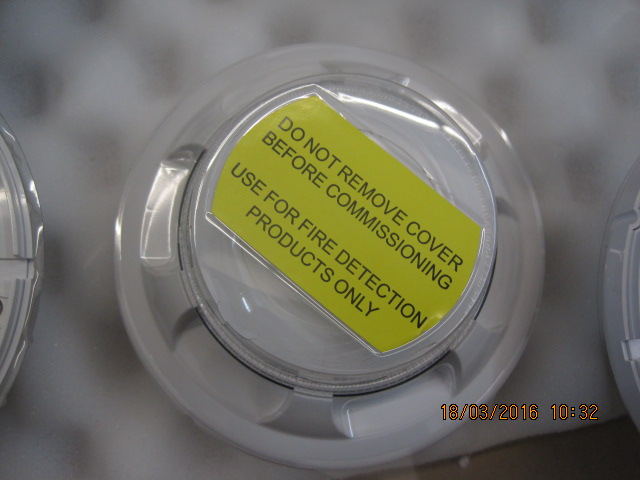 DO NOT REMOVE COVER
BEFORE COMMISSIONING
USE FOR FIRE DETECTION
PRODUCTS ONLY
18/03/2016 10:32